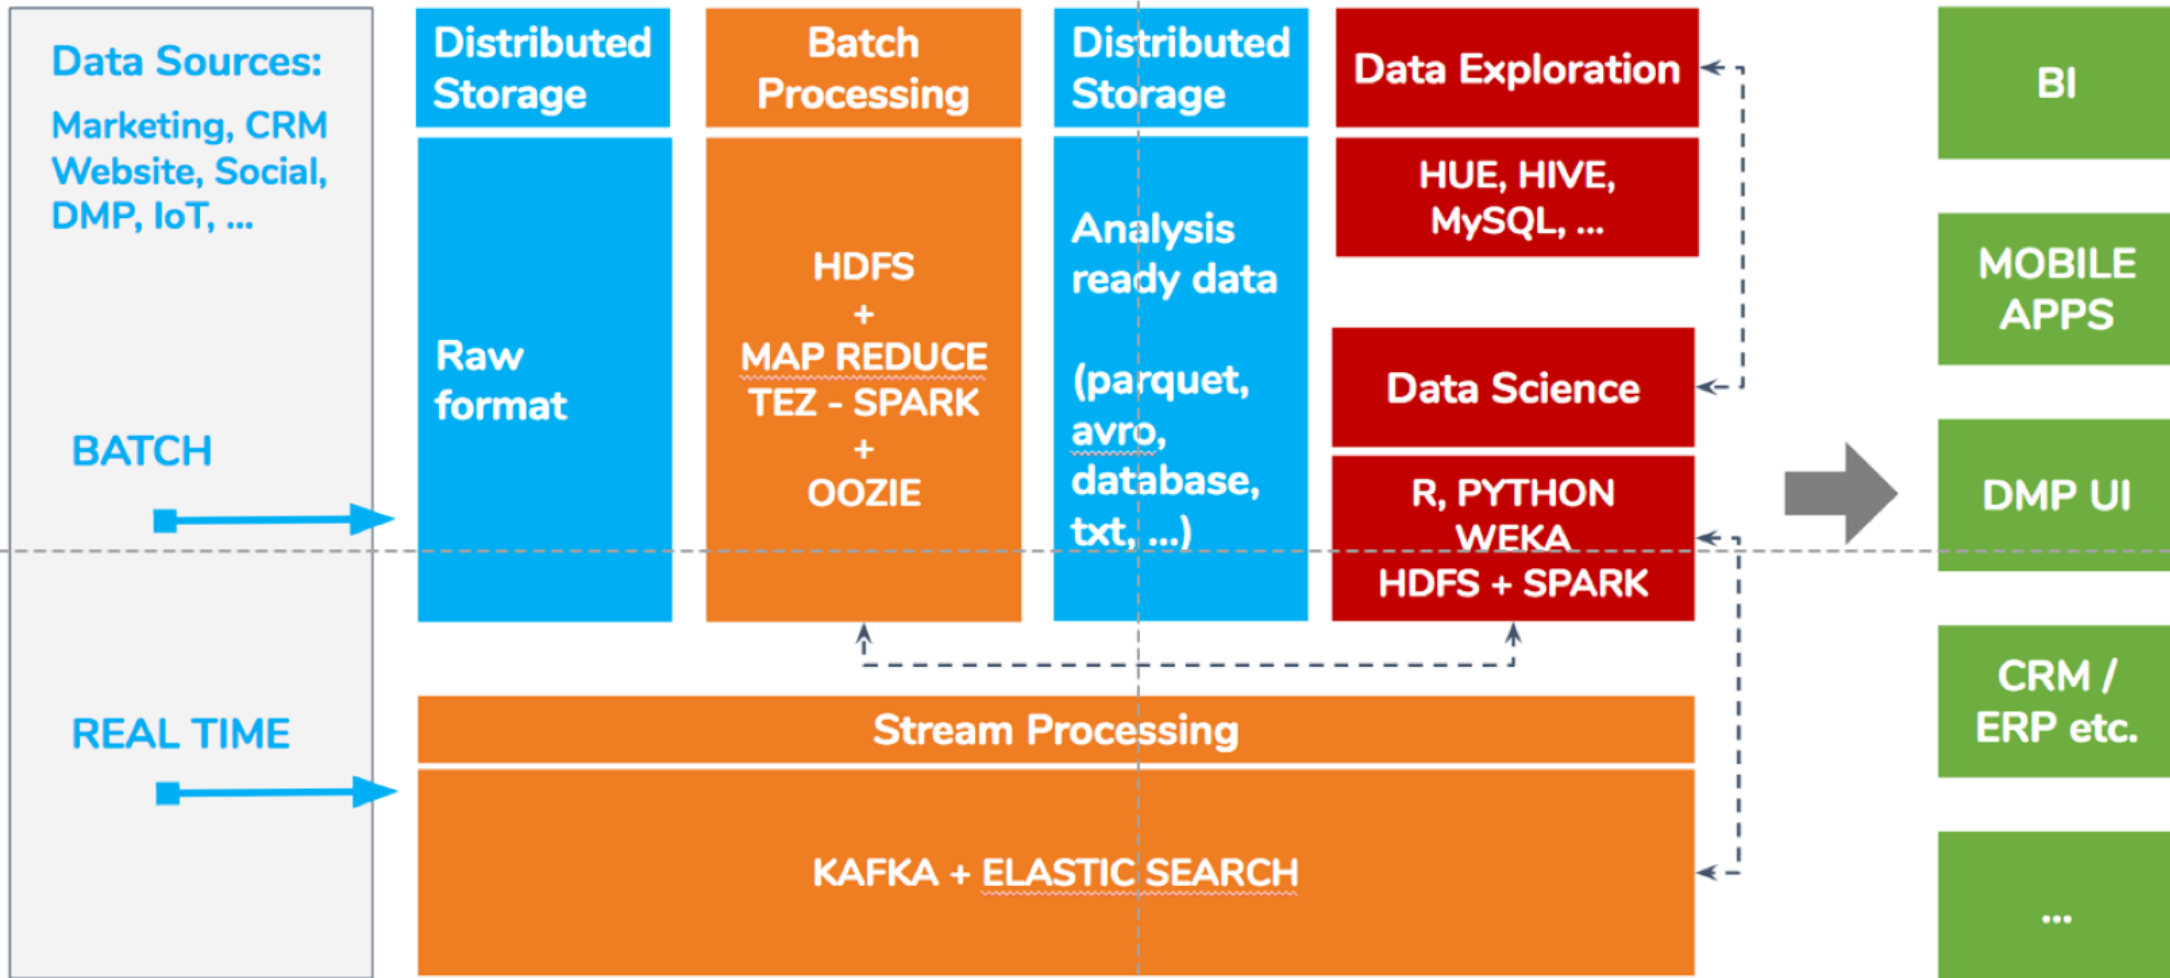 Data Sources:
Marketing, CRM
Website, Social,
DMP, IoT, ...
BATCH
REAL TIME
Distributed
Storage
Raw
format
Batch
Processing
HDFS
+
MAP REDUCE
TEZ - SPARK
+
OOZIE
Distributed
Storage
Analysis
ready data
(parquet,
avro,
database,
txt, ...)
Data Exploration
HUE, HIVE,
MySQL, ...
Data Science
R, PYTHON
WEKA
HDFS + SPARK
Stream Processing
KAFKA + ELASTIC SEARCH
BI
MOBILE
APPS
DMP UI
CRM /
ERP etc.
...